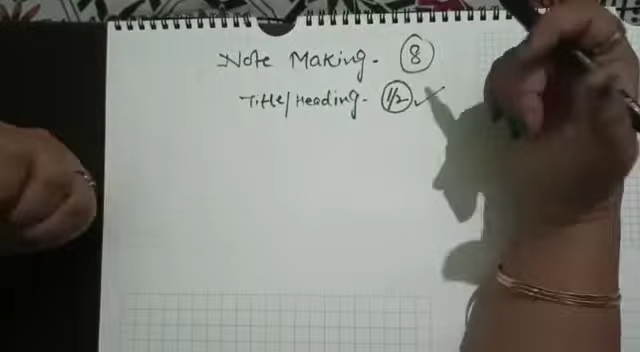 Note Making. 8
Title/Heading. 1/2 ✓